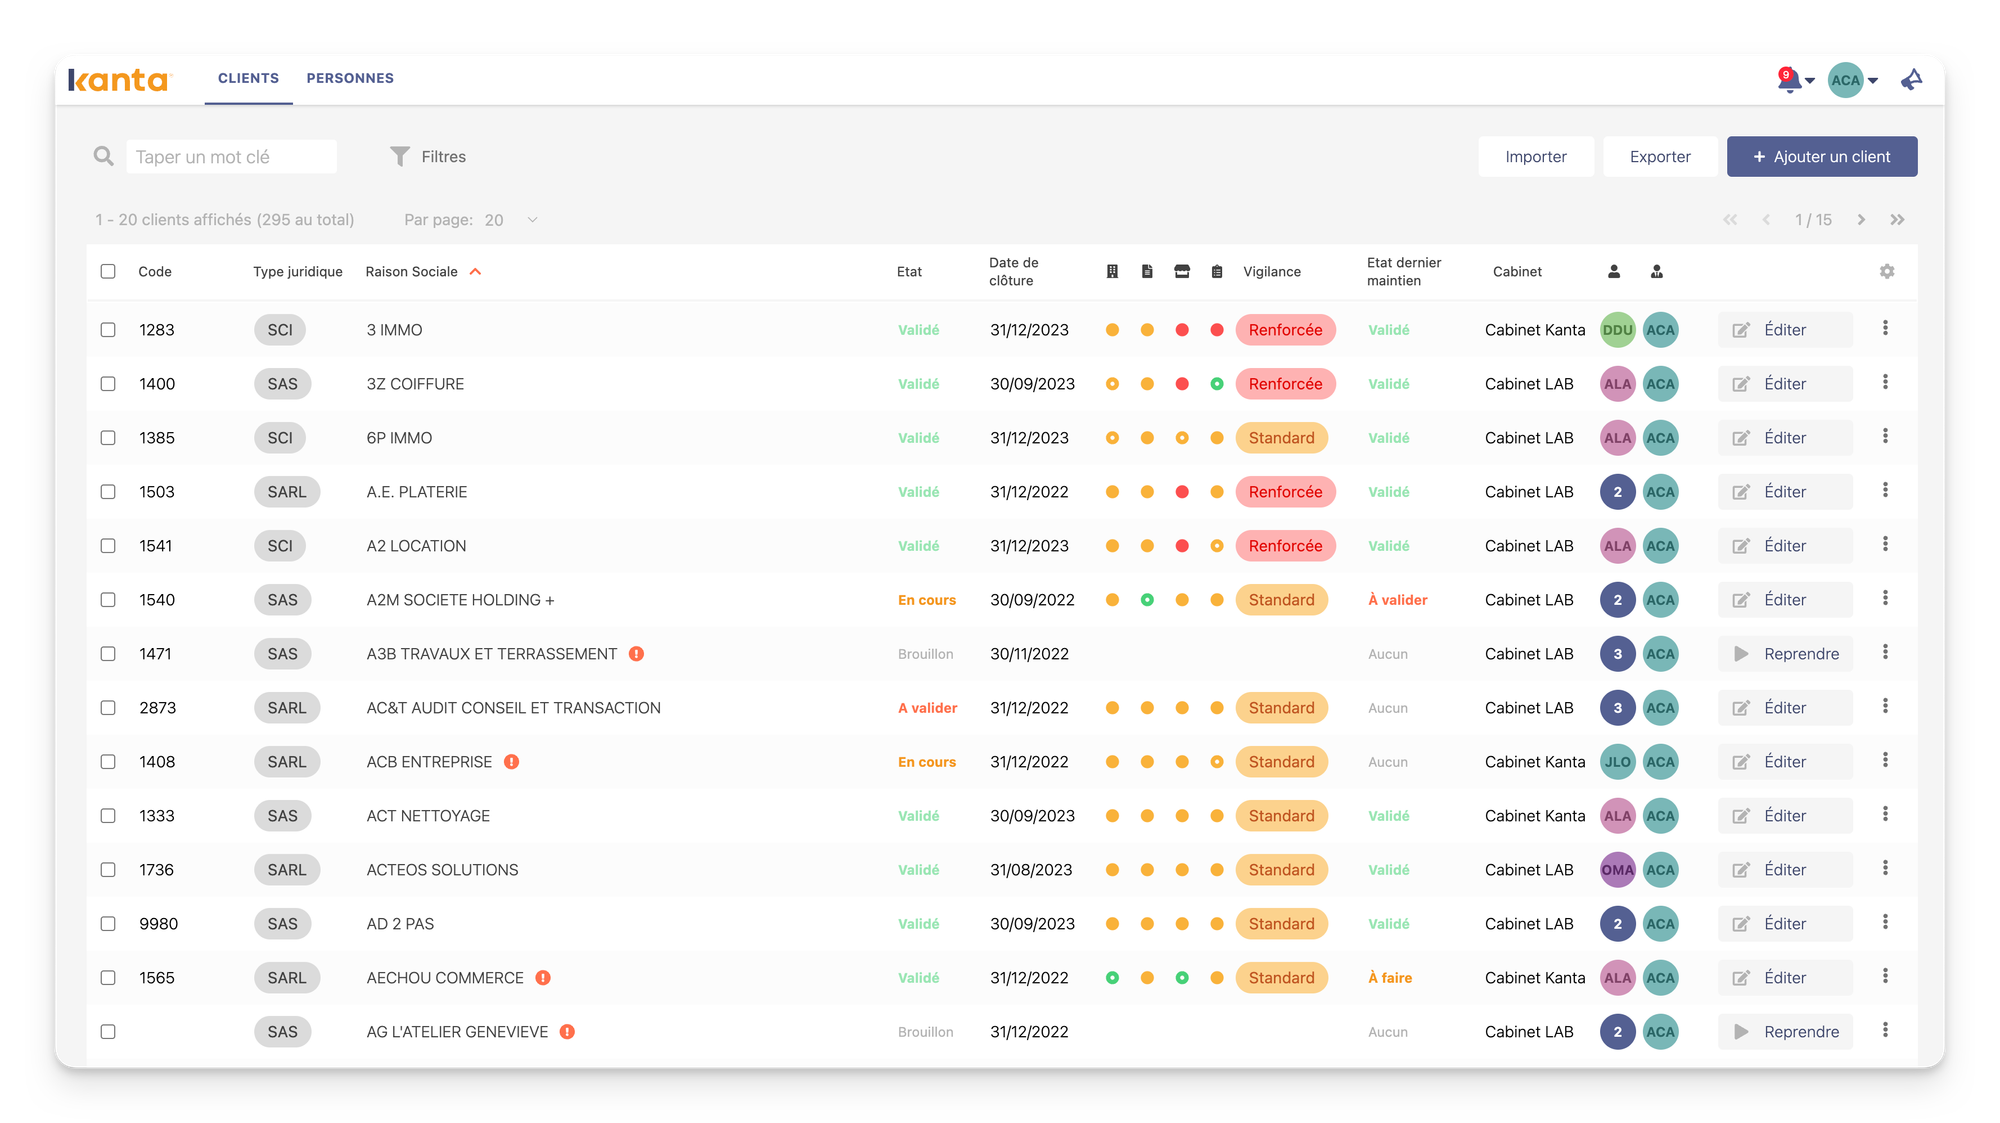 kanta
CLIENTS PERSONNES
9 ACA
Taper un mot clé Filtres Importer Exporter + Ajouter un client
1 - 20 clients affichés (295 au total) Par page: 20 1 / 15
Code Type juridique Raison Sociale Etat Date de clôture Vigilance Etat dernier maintien Cabinet
1283 SCI 3 IMMO Validé 31/12/2023 Renforcée Validé Cabinet Kanta DDU ACA Éditer
1400 SAS 3Z COIFFURE Validé 30/09/2023 Renforcée Validé Cabinet LAB ALA ACA Éditer
1385 SCI 6P IMMO Validé 31/12/2023 Standard Validé Cabinet LAB ALA ACA Éditer
1503 SARL A.E. PLATERIE Validé 31/12/2022 Renforcée Validé Cabinet LAB 2 ACA Éditer
1541 SCI A2 LOCATION Validé 31/12/2023 Renforcée Validé Cabinet LAB ALA ACA Éditer
1540 SAS A2M SOCIETE HOLDING + En cours 30/09/2022 Standard À valider Cabinet LAB 2 ACA Éditer
1471 SAS A3B TRAVAUX ET TERRASSEMENT ! Brouillon 30/11/2022 Aucun Cabinet LAB 3 ACA Reprendre
2873 SARL AC&T AUDIT CONSEIL ET TRANSACTION A valider 31/12/2022 Standard Aucun Cabinet LAB 3 ACA Éditer
1408 SARL ACB ENTREPRISE ! En cours 31/12/2022 Standard Aucun Cabinet Kanta JLO ACA Éditer
1333 SAS ACT NETTOYAGE Validé 30/09/2023 Standard Validé Cabinet Kanta ALA ACA Éditer
1736 SARL ACTEOS SOLUTIONS Validé 31/08/2023 Standard Validé Cabinet LAB OMA ACA Éditer
9980 SAS AD 2 PAS Validé 30/09/2023 Standard Validé Cabinet LAB 2 ACA Éditer
1565 SARL AECHOU COMMERCE ! Validé 31/12/2022 Standard À faire Cabinet Kanta ALA ACA Éditer
SAS AG L'ATELIER GENEVIEVE ! Brouillon 31/12/2022 Aucun Cabinet LAB 2 ACA Reprendre